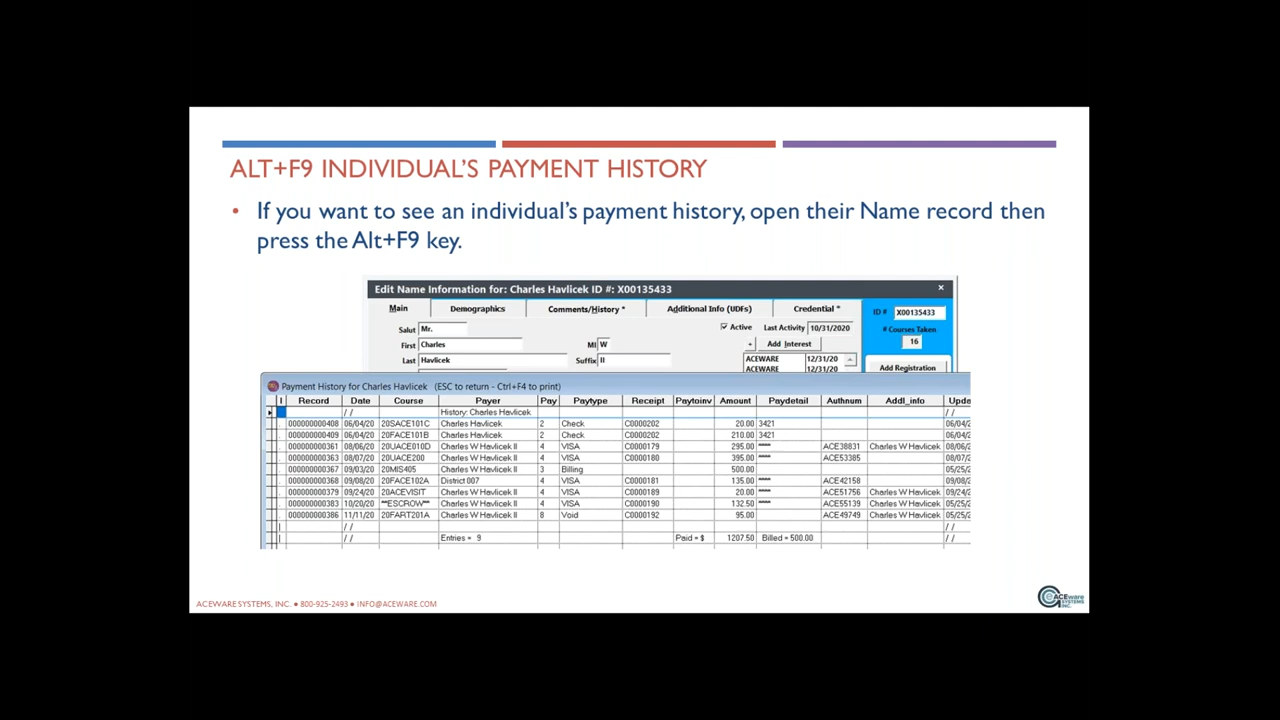 ALT+F9 INDIVIDUAL'S PAYMENT HISTORY
• If you want to see an individual's payment history, open their Name record then
press the Alt+F9 key.
Edit Name Information for: Charles Havlicek ID #: X00135433
Main Demographics Comments/History * Additional Info (UDFs) Credential * ID # X00135433
Salut Mr. Active Last Activity 10/31/2020 # Courses Taken
First Charles MI W + Add Interest 16
Last Havlicek Suffix II ACEWARE 12/31/20
ACEWARE 12/31/20 Add Registration
Payment History for Charles Havlicek (ESC to return - Ctrl+F4 to print)
I Record Date Course Payer Pay Paytype Receipt Paytoinv Amount Paydetail Authnum Addl_info Upde
/ / History: Charles Havlicek / /
000000000408 06/04/20 20SACE101C Charles Havlicek 2 Check C0000202 20.00 3421 06/04/2
000000000409 06/04/20 20FACE101B Charles Havlicek 2 Check C0000202 210.00 3421 06/04/2
000000000361 08/06/20 20UACE010D Charles W Havlicek II 4 VISA C0000179 295.00 **** ACE38831 Charles W Havlicek 08/06/2
000000000363 08/07/20 20UACE200 Charles W Havlicek II 4 VISA C0000180 395.00 **** ACE53385 08/07/2
000000000367 09/03/20 20MIS405 Charles W Havlicek II 3 Billing 500.00 05/25/2
000000000368 09/08/20 20FACE102A District 007 4 VISA C0000181 135.00 **** ACE42158 09/08/2
000000000379 09/24/20 20ACEVISIT Charles W Havlicek II 4 VISA C0000189 20.00 **** ACE51756 Charles W Havlicek 09/24/2
000000000383 10/20/20 **ESCROW** Charles W Havlicek II 4 VISA C0000190 132.50 **** ACE55139 Charles W Havlicek 05/25/2
000000000386 11/11/20 20FART201A Charles W Havlicek II 8 Void C0000192 95.00 ACE49749 Charles W Havlicek 05/25/2
/ / / /
/ / Entries = 9 Paid = $ 1207.50 Billed = 500.00 / /
ACEWARE SYSTEMS, INC. ● 800-925-2493 ● INFO@ACEWARE.COM
ACEware
SYSTEMS
INC.